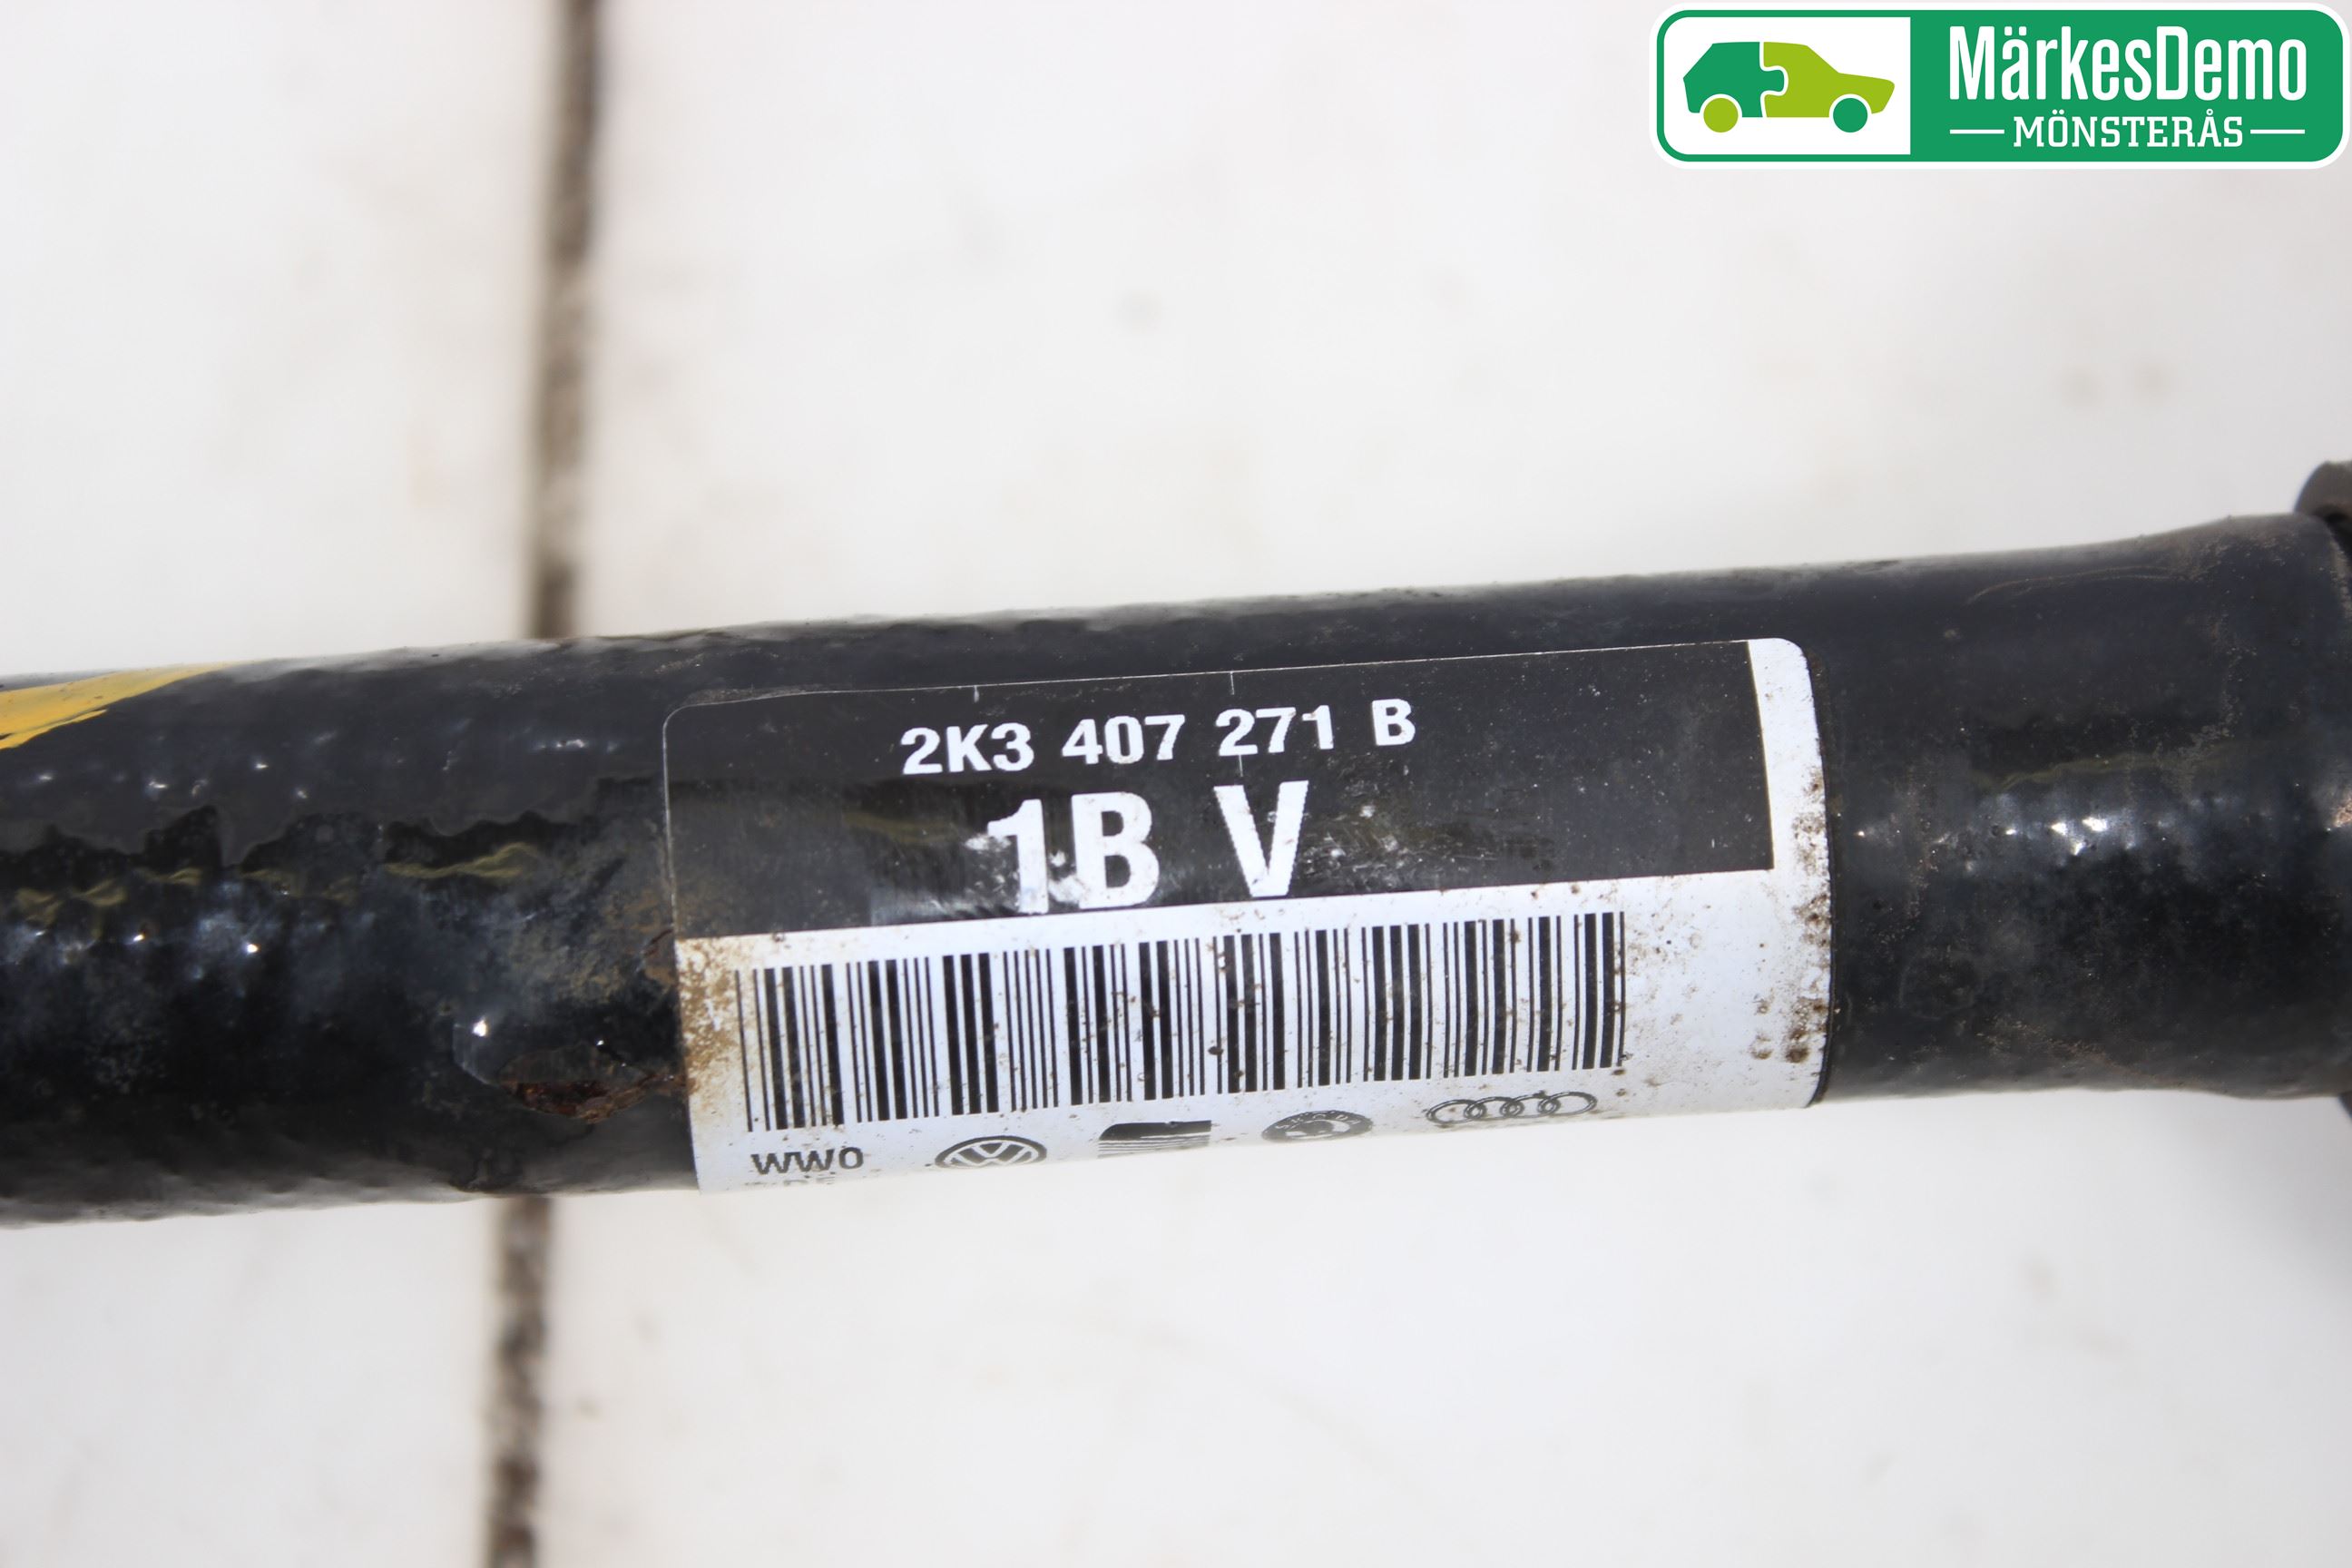 MärkesDemo
MÖNSTERÅS
2K3 407 271 B
1B V
WW0